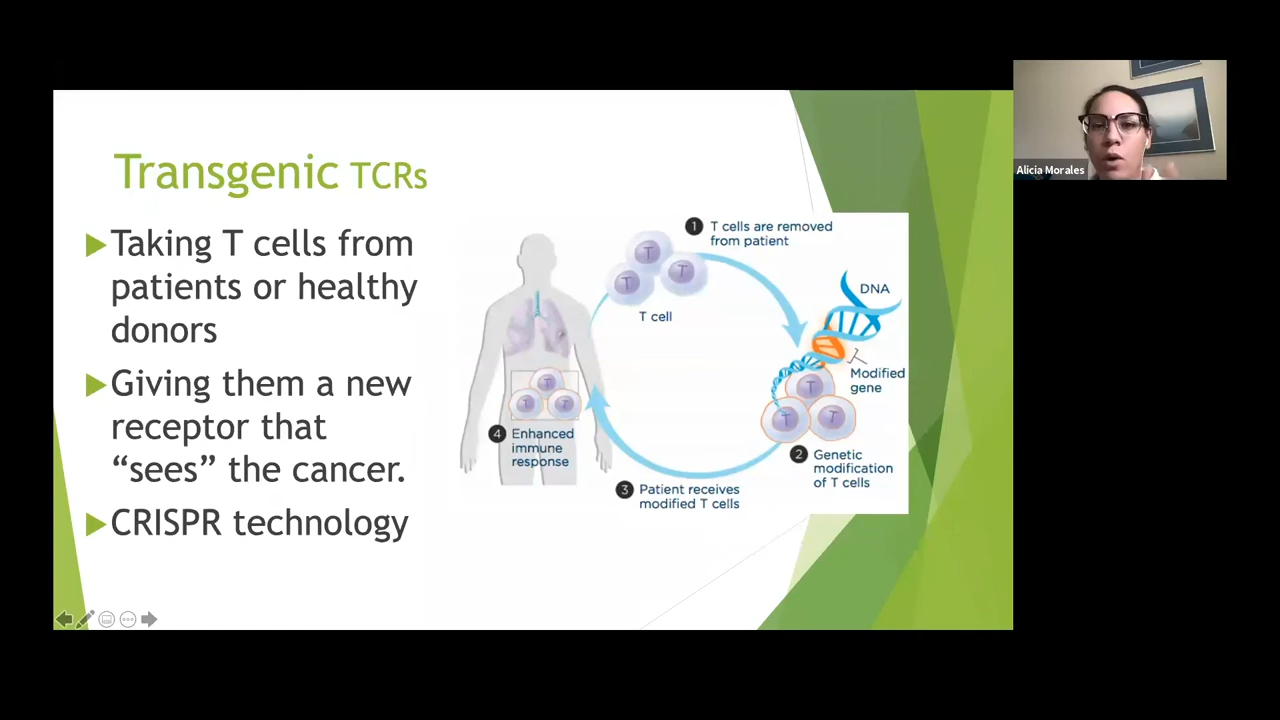 Transgenic TCRs
Taking T cells from
patients or healthy
donors
Giving them a new
receptor that
“sees” the cancer.
CRISPR technology
1 T cells are removed
from patient
T
T
T
T cell
DNA
Modified
gene
T
T
T
2 Genetic
modification
of T cells
3 Patient receives
modified T cells
T
T
T
4 Enhanced
immune
response
Alicia Morales